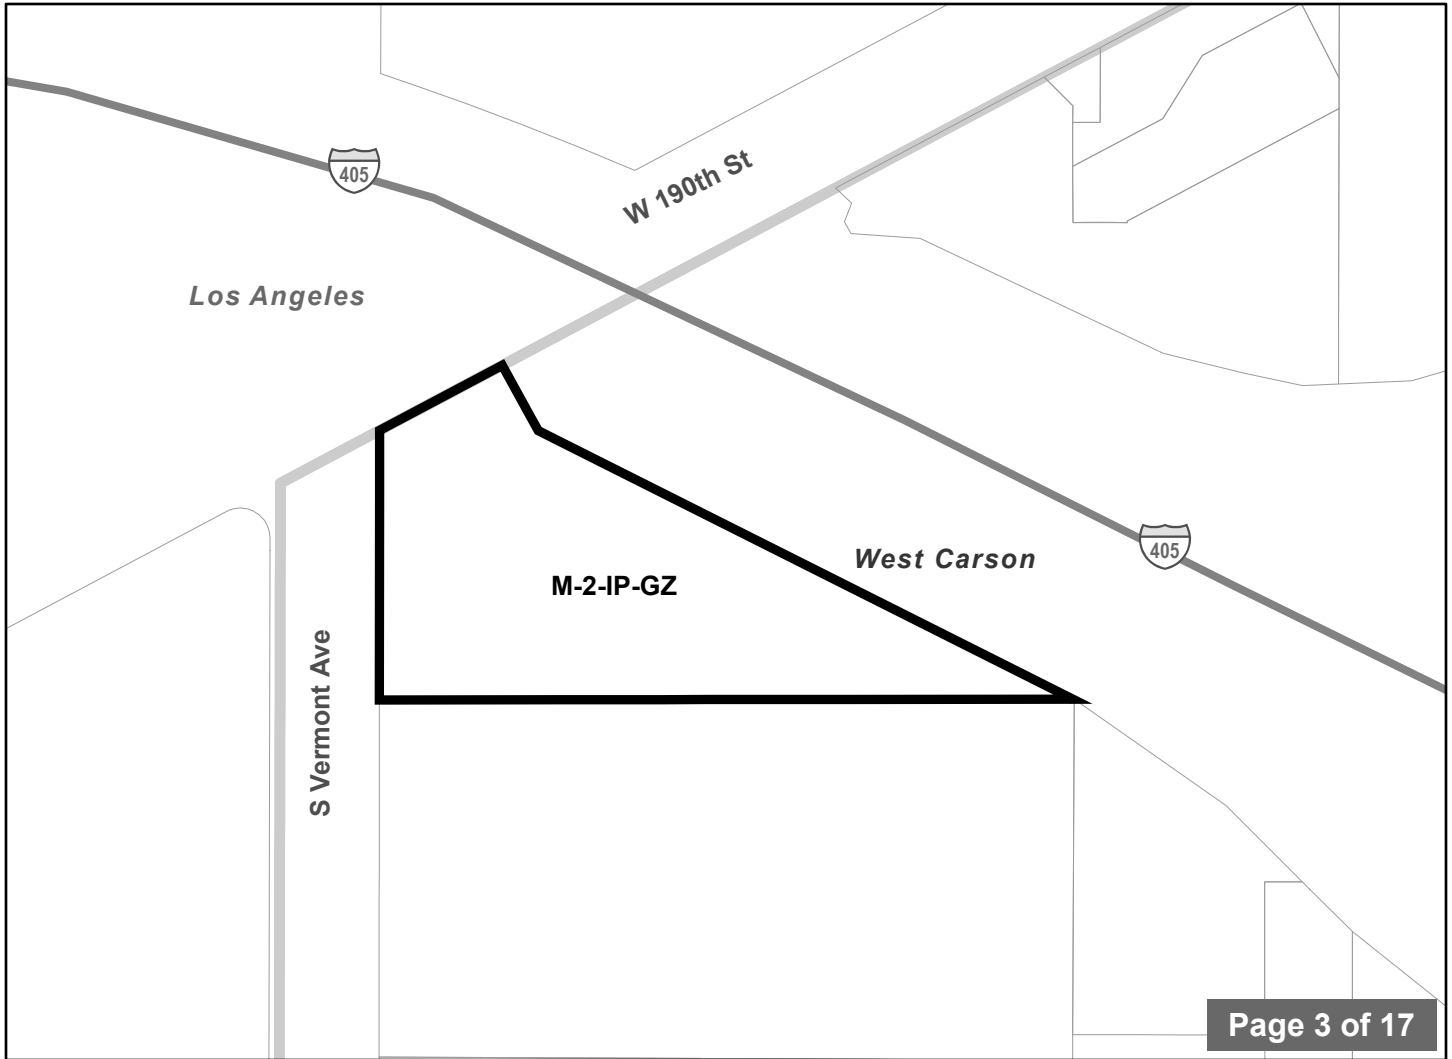 405
W 190th St
Los Angeles
West Carson
405
M-2-IP-GZ
S Vermont Ave
Page 3 of 17